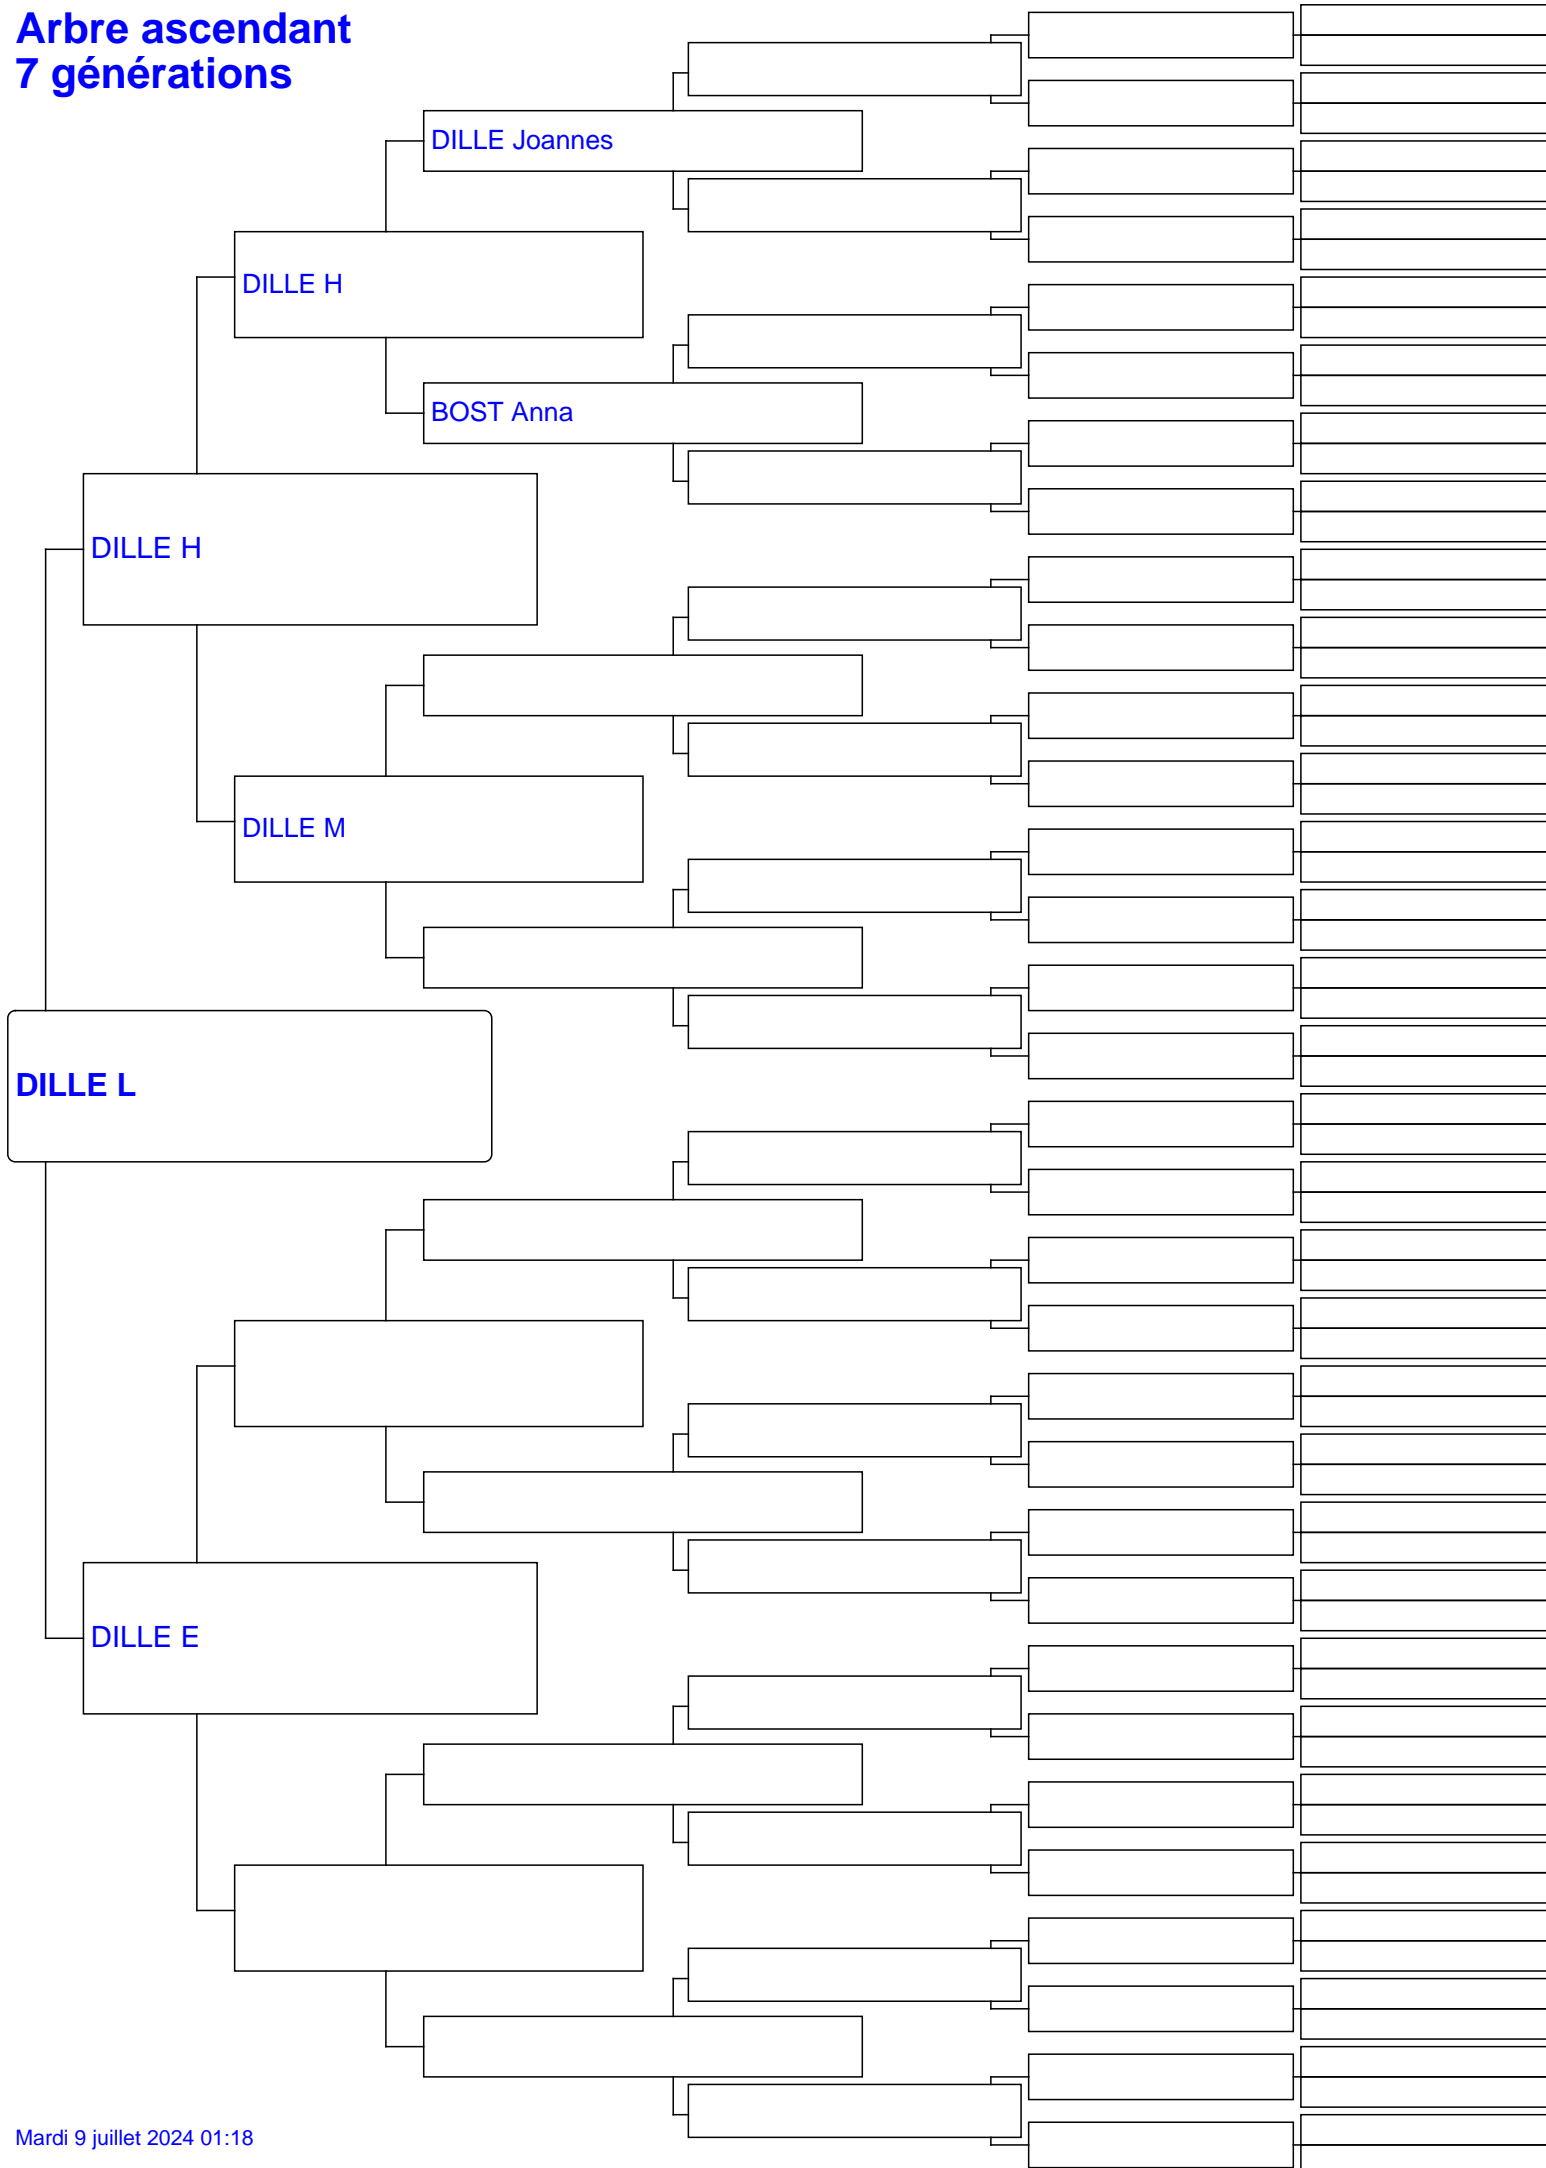 Arbre ascendant
7 générations
DILLE Joannes
DILLE H
BOST Anna
DILLE H
DILLE M
DILLE L
DILLE E
Mardi 9 juillet 2024 01:18